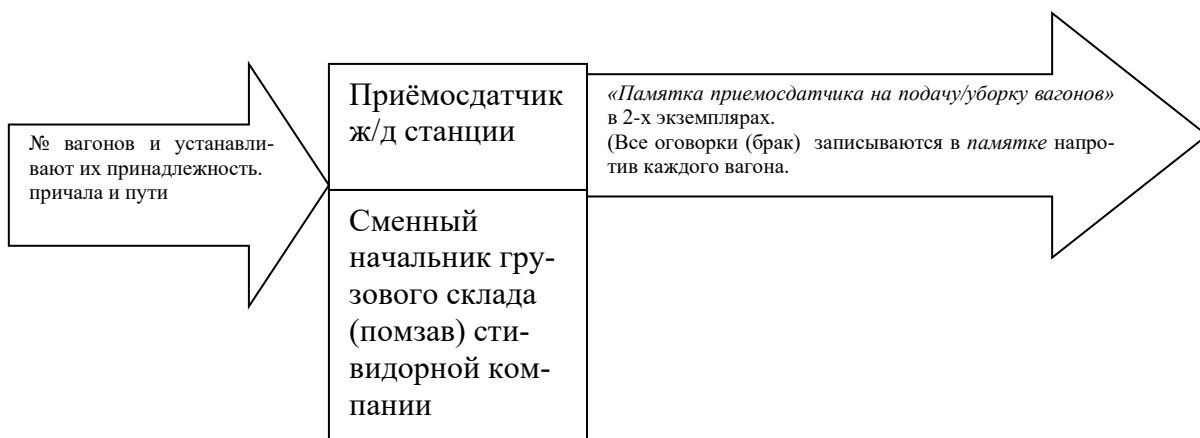 № вагонов и устанавли-
вают их принадлежность.
причала и пути
Приёмосдатчик
ж/д станции
Сменный
начальник гру-
зового склада
(помзав) сти-
видорной ком-
пании
«Памятка приемосдатчика на подачу/уборку вагонов»
в 2-х экземплярах.
(Все оговорки (брак) записываются в памятке напро-
тив каждого вагона.